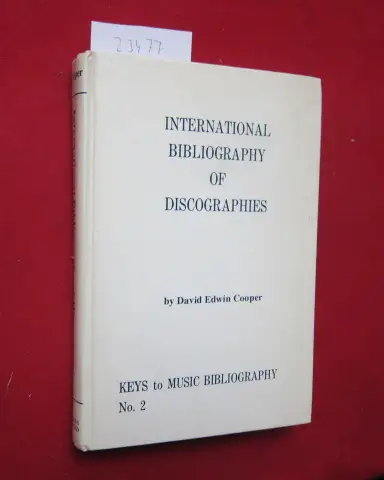 23477
INTERNATIONAL
BIBLIOGRAPHY
OF
DISCOGRAPHIES
by David Edwin Cooper
KEYS to MUSIC BIBLIOGRAPHY
No. 2